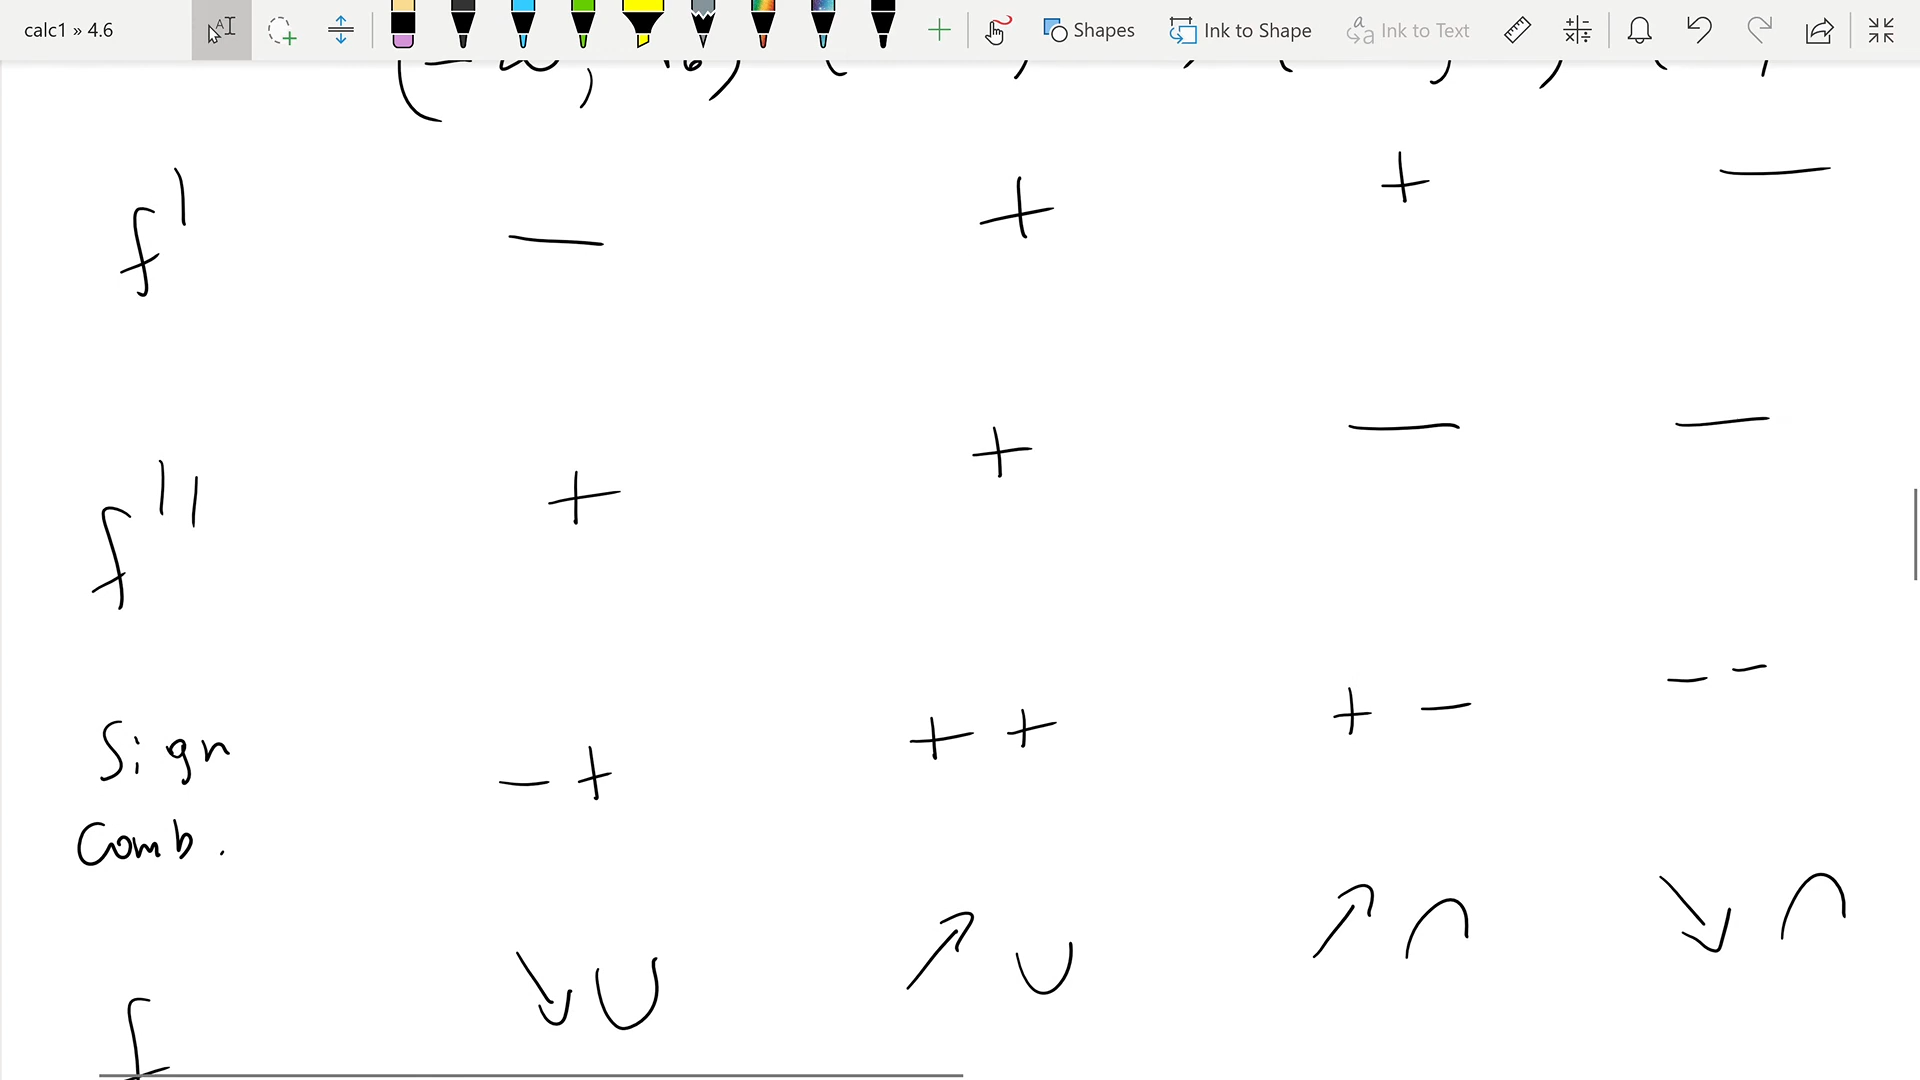 calc1 » 4.6 Shapes Ink to Shape Ink to Text
f' − + + −
f'' + + − −
Sign
− + + + + − − −
Comb.
↘ ∪ ↗ ∪ ↗ ∩ ↘ ∩
f